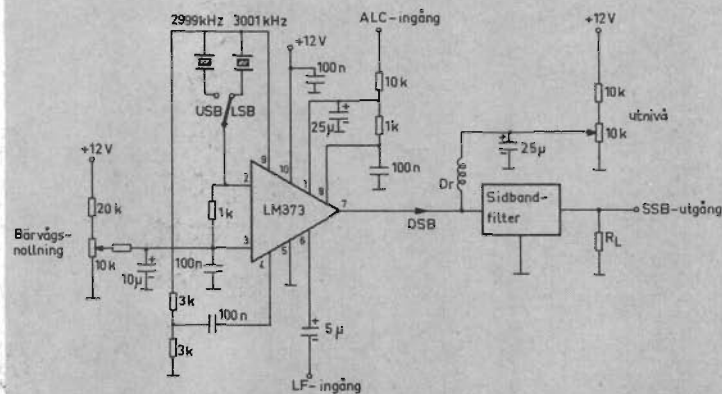 2999kHz 3001kHz
ALC-ingång
+12V
+12V
100n
10k
10k
USB LSB
25µ
utnivå
1k
10k
+12V
9
10
1
8
100n
25µ
20k
2
Dr
1k
LM373
7
DSB
Sidband-
filter
SSB-utgång
Bärvågs-
nollning
3
10k
100n
4
5
6
RL
10µ
3k
100n
3k
5µ
LF-ingång